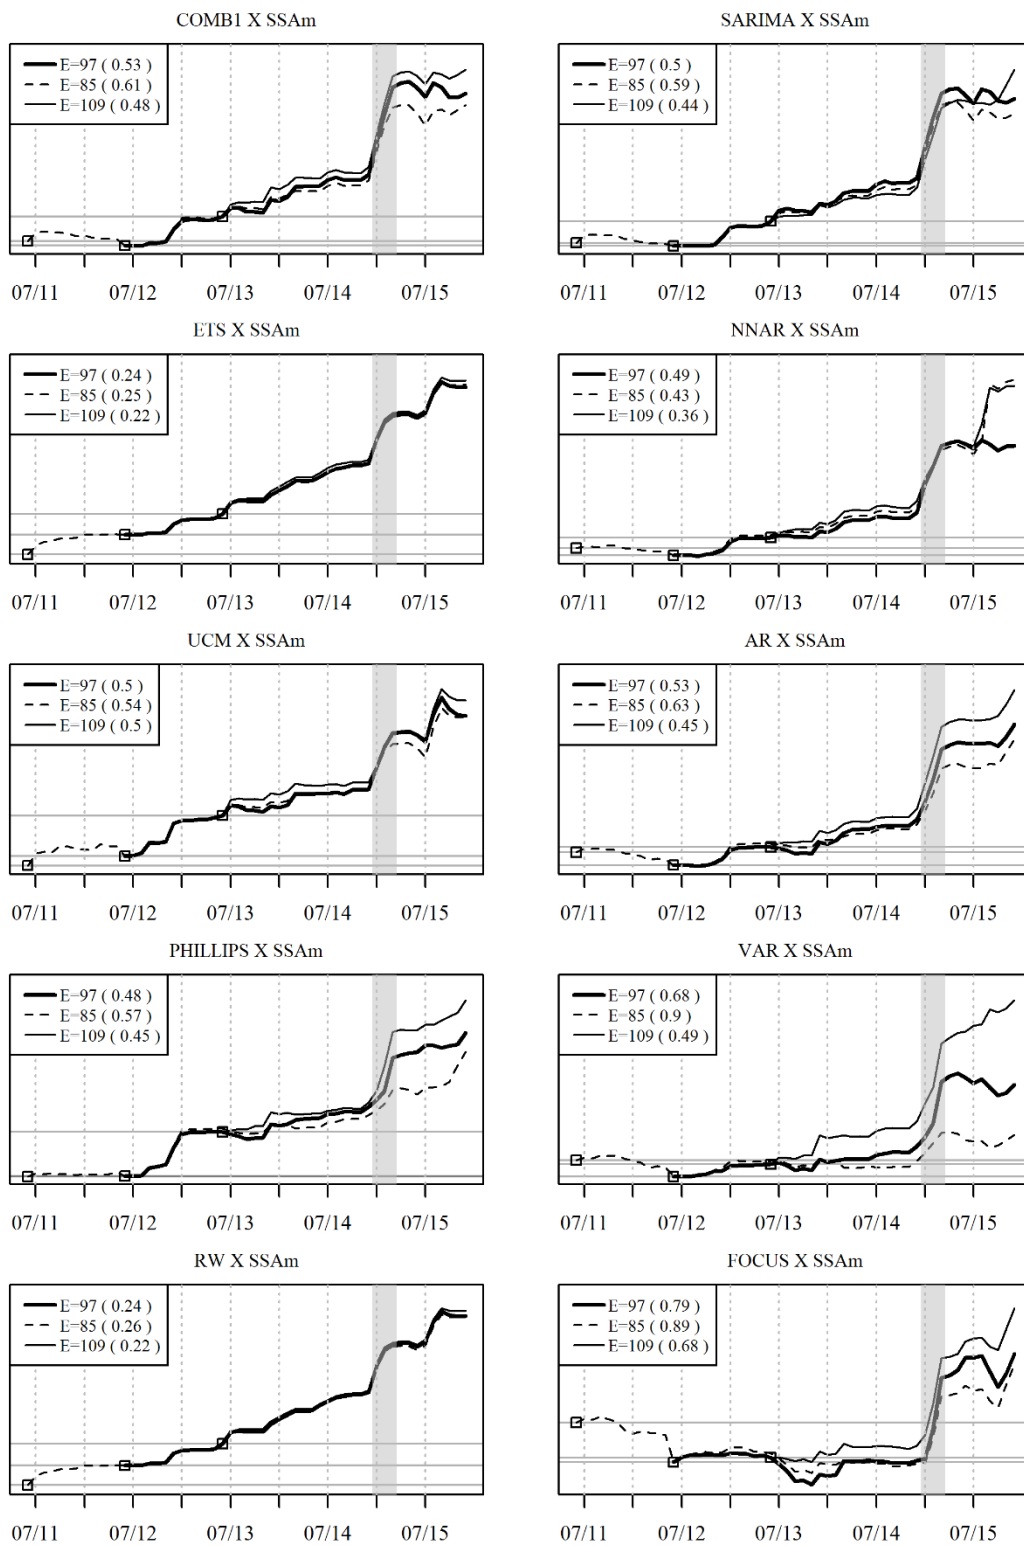 COMB1 X SSAm
E=97 ( 0.53 )
E=85 ( 0.61 )
E=109 ( 0.48 )
07/11 07/12 07/13 07/14 07/15
SARIMA X SSAm
E=97 ( 0.5 )
E=85 ( 0.59 )
E=109 ( 0.44 )
07/11 07/12 07/13 07/14 07/15
ETS X SSAm
E=97 ( 0.24 )
E=85 ( 0.25 )
E=109 ( 0.22 )
07/11 07/12 07/13 07/14 07/15
NNAR X SSAm
E=97 ( 0.49 )
E=85 ( 0.43 )
E=109 ( 0.36 )
07/11 07/12 07/13 07/14 07/15
UCM X SSAm
E=97 ( 0.5 )
E=85 ( 0.54 )
E=109 ( 0.5 )
07/11 07/12 07/13 07/14 07/15
AR X SSAm
E=97 ( 0.53 )
E=85 ( 0.63 )
E=109 ( 0.45 )
07/11 07/12 07/13 07/14 07/15
PHILLIPS X SSAm
E=97 ( 0.48 )
E=85 ( 0.57 )
E=109 ( 0.45 )
07/11 07/12 07/13 07/14 07/15
VAR X SSAm
E=97 ( 0.68 )
E=85 ( 0.9 )
E=109 ( 0.49 )
07/11 07/12 07/13 07/14 07/15
RW X SSAm
E=97 ( 0.24 )
E=85 ( 0.26 )
E=109 ( 0.22 )
07/11 07/12 07/13 07/14 07/15
FOCUS X SSAm
E=97 ( 0.79 )
E=85 ( 0.89 )
E=109 ( 0.68 )
07/11 07/12 07/13 07/14 07/15